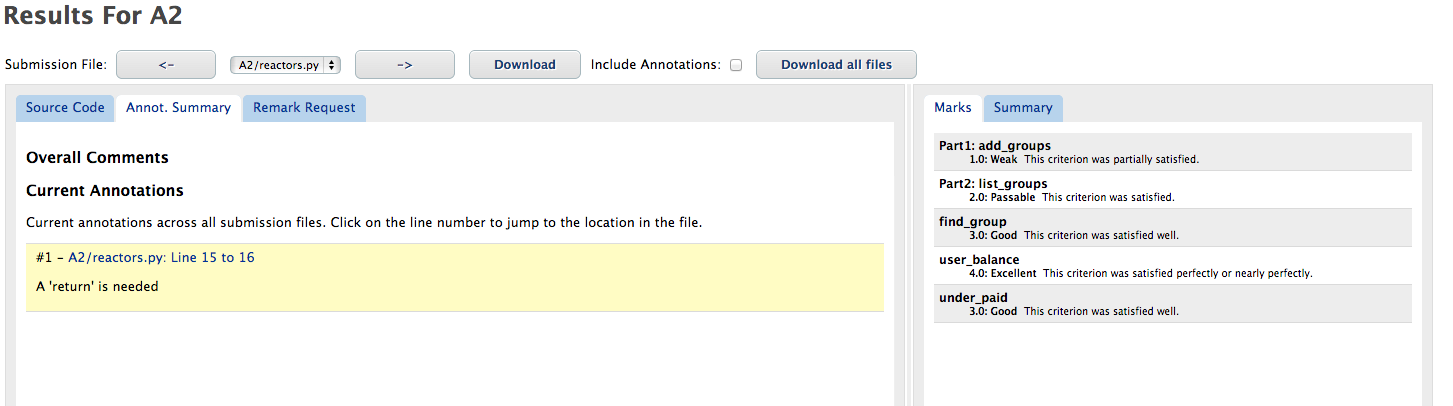 Results For A2
Submission File: <- A2/reactors.py -> Download Include Annotations: Download all files
Source Code Annot. Summary Remark Request
Overall Comments
Current Annotations
Current annotations across all submission files. Click on the line number to jump to the location in the file.
#1 - A2/reactors.py: Line 15 to 16
A 'return' is needed
Marks Summary
Part1: add_groups
1.0: Weak This criterion was partially satisfied.
Part2: list_groups
2.0: Passable This criterion was satisfied.
find_group
3.0: Good This criterion was satisfied well.
user_balance
4.0: Excellent This criterion was satisfied perfectly or nearly perfectly.
under_paid
3.0: Good This criterion was satisfied well.